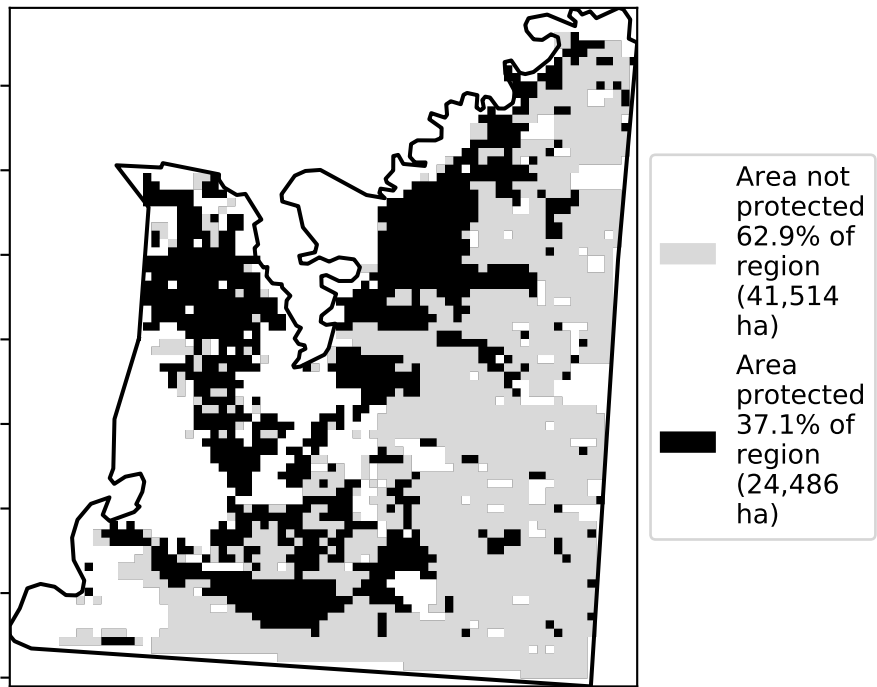 Area not
protected
62.9% of
region
(41,514
ha)
Area
protected
37.1% of
region
(24,486
ha)